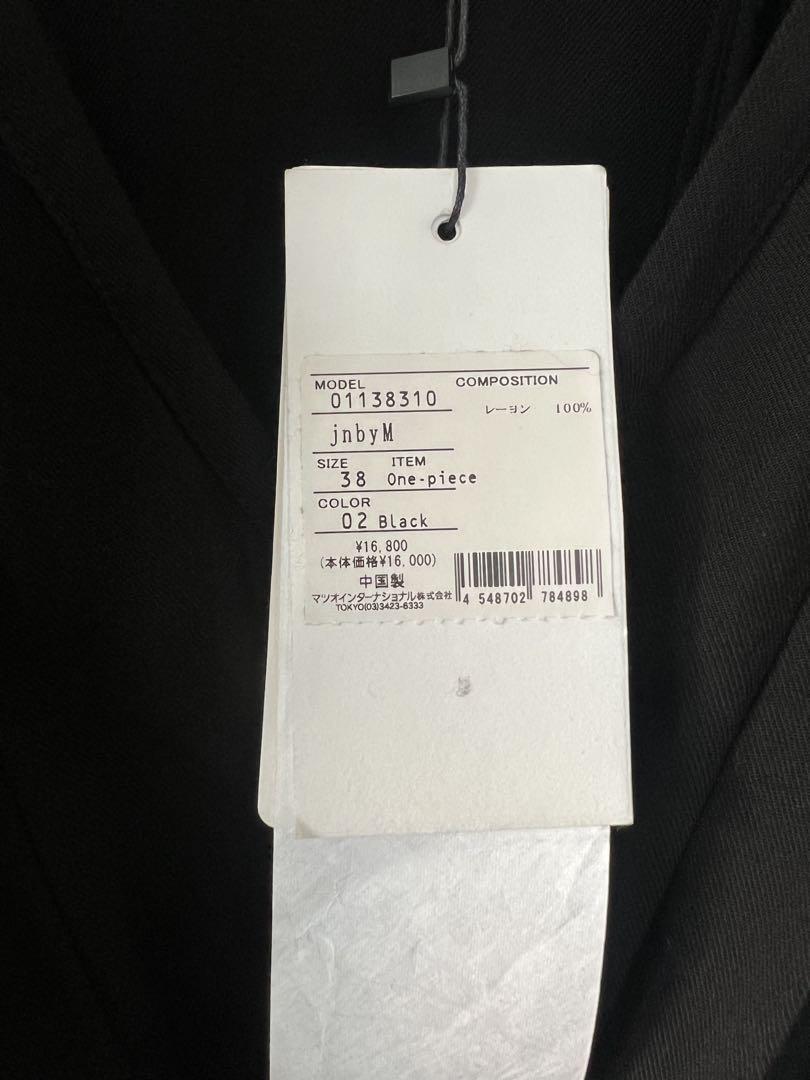 MODEL
01138310
COMPOSITION
レーヨン 100%
jnbyM
SIZE ITEM
38 One-piece
COLOR
02 Black
¥16,800
(本体価格¥16,000)
中国製
マツオインターナショナル株式会社
TOKYO(03)3423-6333
4 548702 784898